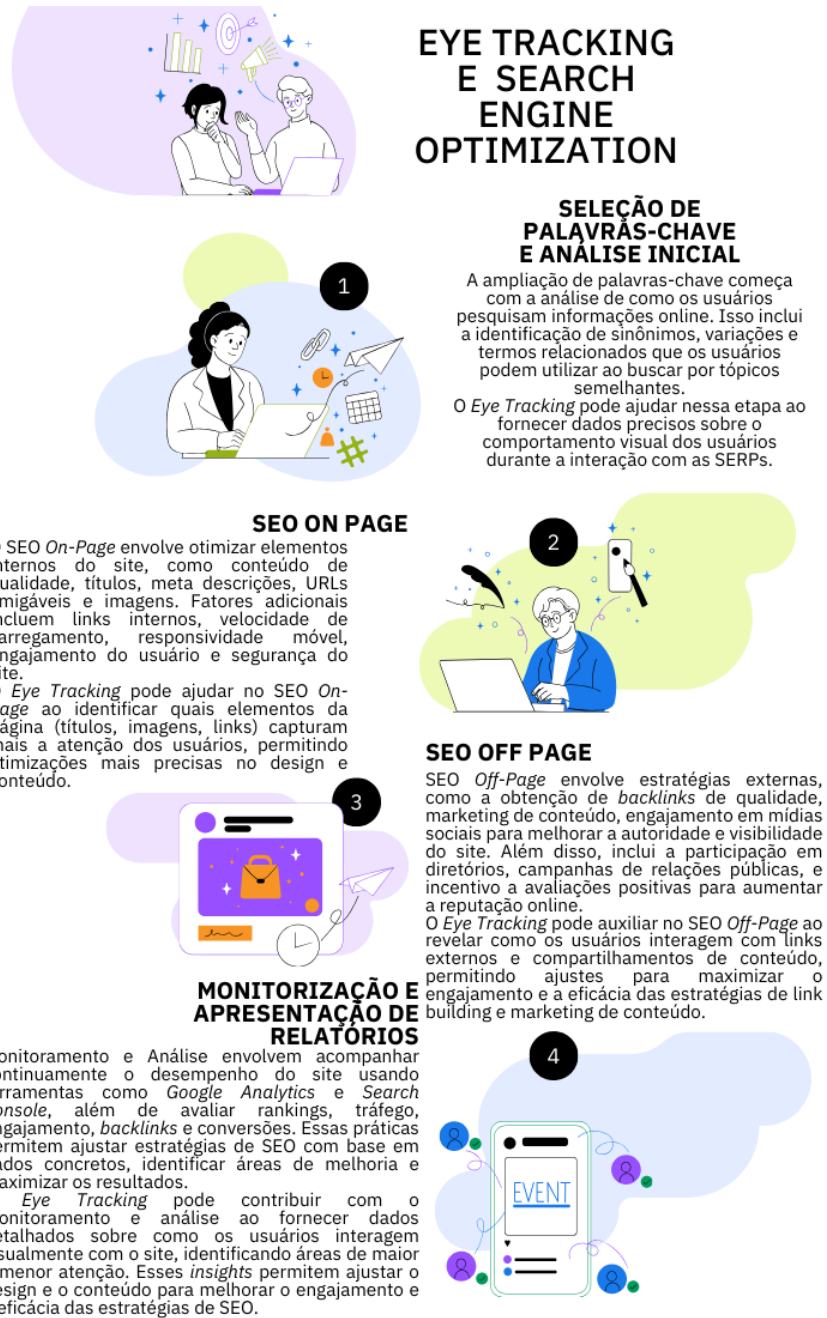 EYE TRACKING
E SEARCH
ENGINE
OPTIMIZATION
SELEÇÃO DE
PALAVRAS-CHAVE
E ANÁLISE INICIAL
1
A ampliação de palavras-chave começa
com a análise de como os usuários
pesquisam informações online. Isso inclui
a identificação de sinônimos, variações e
termos relacionados que os usuários
podem utilizar ao buscar por tópicos
semelhantes.
O Eye Tracking pode ajudar nessa etapa ao
fornecer dados precisos sobre o
comportamento visual dos usuários
durante a interação com as SERPs.
2
SEO ON PAGE
SEO On-Page envolve otimizar elementos
nternos do site, como conteúdo de
ualidade, títulos, meta descrições, URLs
migáveis e imagens. Fatores adicionais
ncluem links internos, velocidade de
arregamento, responsividade móvel,
ngajamento do usuário e segurança do
ite.
Eye Tracking pode ajudar no SEO On-
age ao identificar quais elementos da
ágina (títulos, imagens, links) capturam
ais a atenção dos usuários, permitindo
timizações mais precisas no design e
onteúdo.
3
SEO OFF PAGE
SEO Off-Page envolve estratégias externas,
como a obtenção de backlinks de qualidade,
marketing de conteúdo, engajamento em mídias
sociais para melhorar a autoridade e visibilidade
do site. Além disso, inclui a participação em
diretórios, campanhas de relações públicas, e
incentivo a avaliações positivas para aumentar
a reputação online.
O Eye Tracking pode auxiliar no SEO Off-Page ao
revelar como os usuários interagem com links
externos e compartilhamentos de conteúdo,
permitindo ajustes para maximizar o
engajamento e a eficácia das estratégias de link
building e marketing de conteúdo.
4
MONITORIZAÇÃO E
APRESENTAÇÃO DE
RELATÓRIOS
onitoramento e Análise envolvem acompanhar
ontinuamente o desempenho do site usando
rramentas como Google Analytics e Search
onsole, além de avaliar rankings, tráfego,
ngajamento, backlinks e conversões. Essas práticas
ermitem ajustar estratégias de SEO com base em
ados concretos, identificar áreas de melhoria e
aximizar os resultados.
Eye Tracking pode contribuir com o
onitoramento e análise ao fornecer dados
etalhados sobre como os usuários interagem
sualmente com o site, identificando áreas de maior
menor atenção. Esses insights permitem ajustar o
esign e o conteúdo para melhorar o engajamento e
eficácia das estratégias de SEO.
EVENT